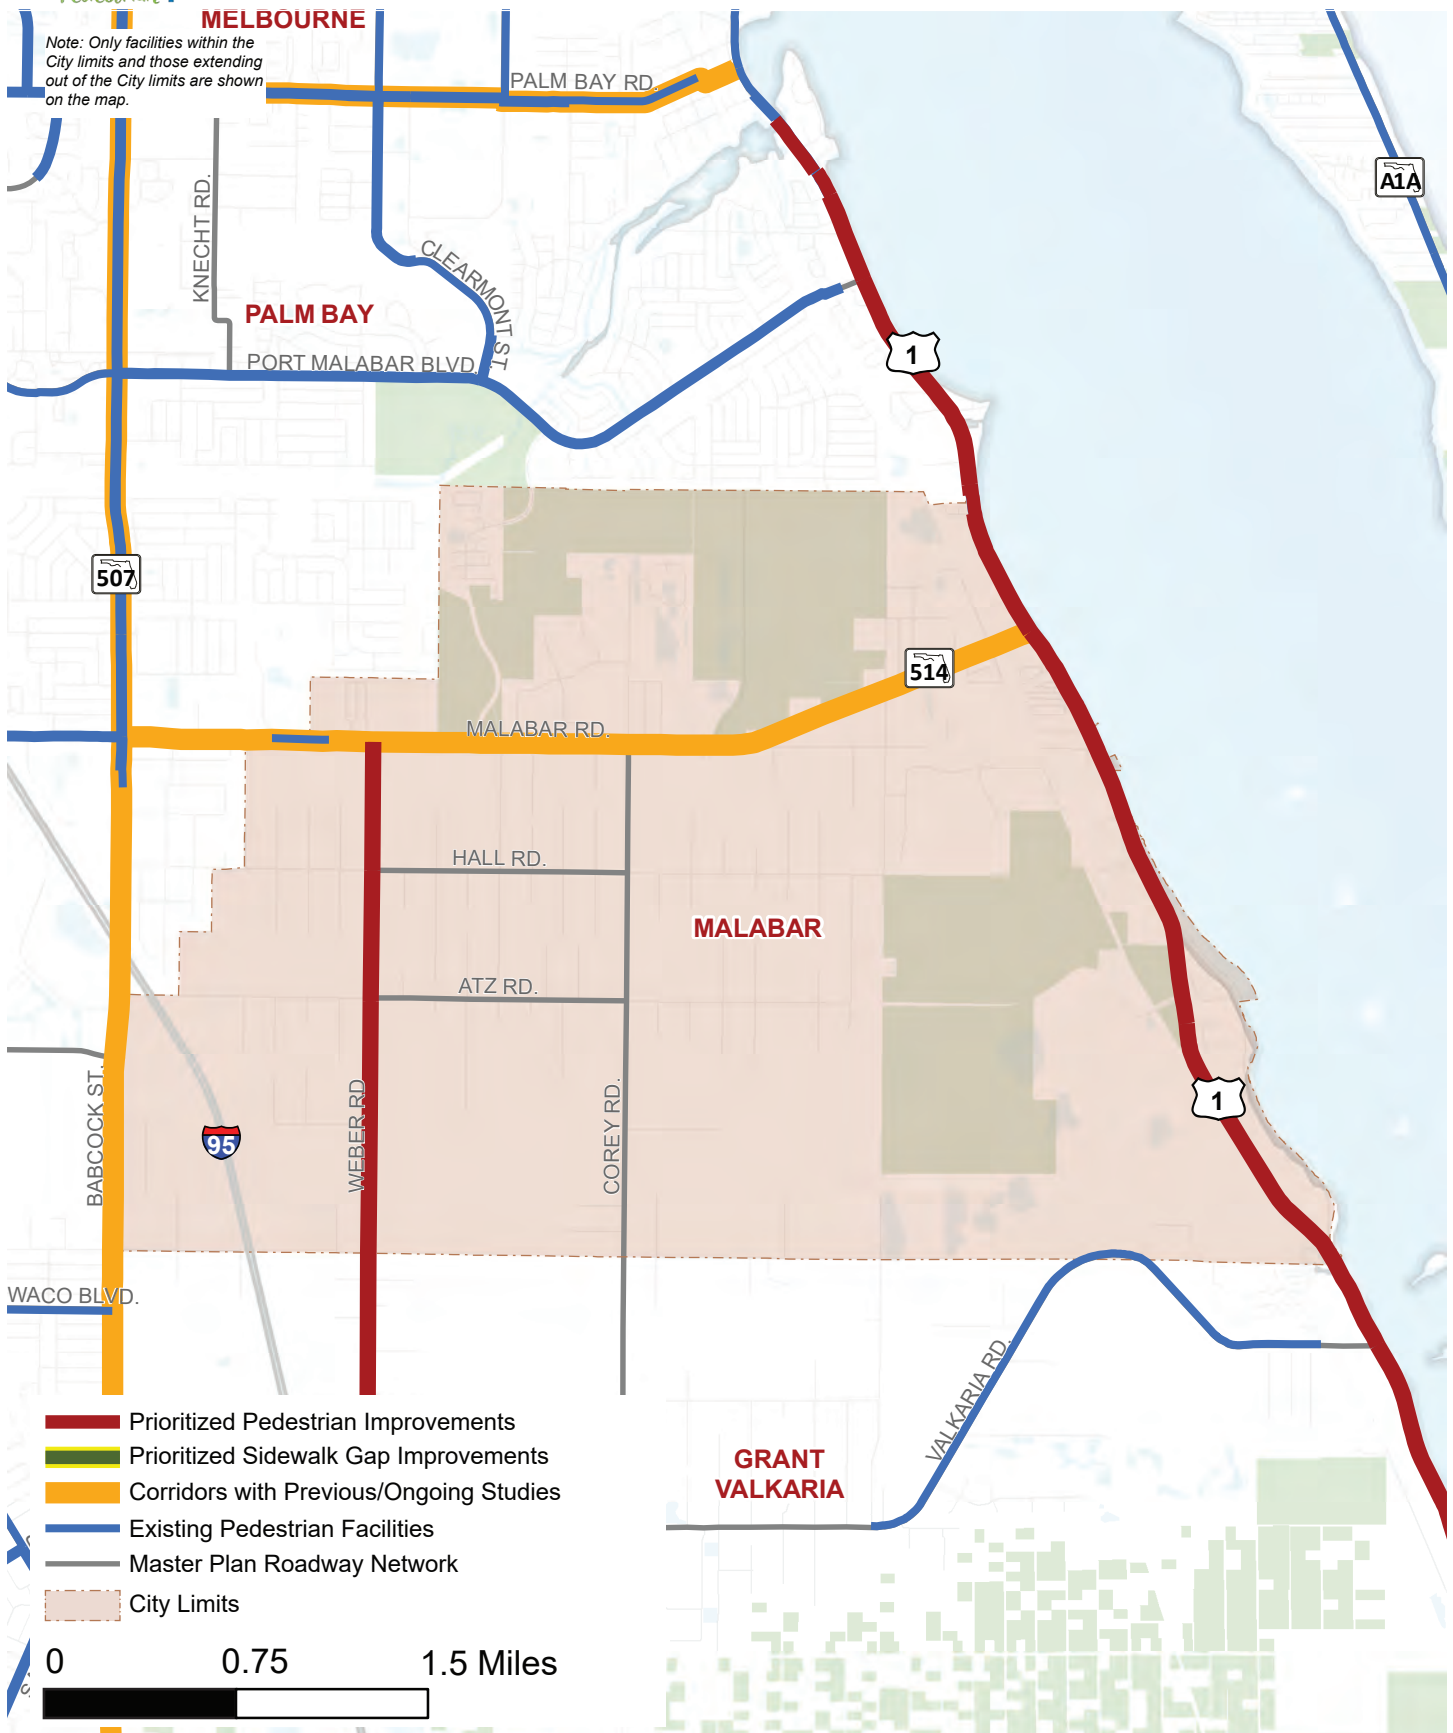 MELBOURNE
Note: Only facilities within the
City limits and those extending
out of the City limits are shown
on the map.
PALM BAY RD.
A1A
KNECHT RD.
CLEARMONT ST.
PALM BAY
1
PORT MALABAR BLVD.
507
514
MALABAR RD.
HALL RD.
MALABAR
ATZ RD.
BABCOCK ST.
WEBER RD
COREY RD.
1
95
WACO BLVD.
VALKARIA RD.
GRANT
VALKARIA
Prioritized Pedestrian Improvements
Prioritized Sidewalk Gap Improvements
Corridors with Previous/Ongoing Studies
Existing Pedestrian Facilities
Master Plan Roadway Network
City Limits
0 0.75 1.5 Miles